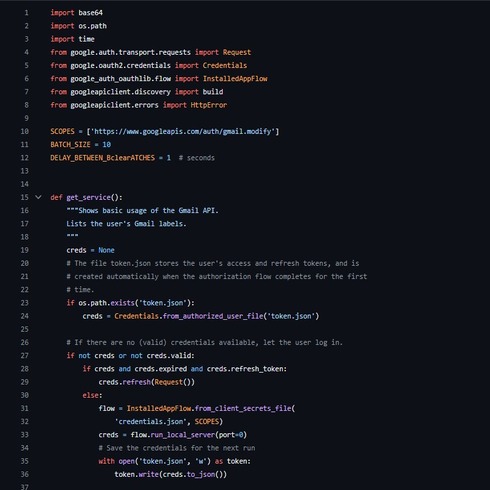 1 import base64
2 import os.path
3 import time
4 from google.auth.transport.requests import Request
5 from google.oauth2.credentials import Credentials
6 from google_auth_oauthlib.flow import InstalledAppFlow
7 from googleapiclient.discovery import build
8 from googleapiclient.errors import HttpError
9
10 SCOPES = ['https://www.googleapis.com/auth/gmail.modify']
11 BATCH_SIZE = 10
12 DELAY_BETWEEN_BclearATCHES = 1  # seconds
13
14
15 def get_service():
16     """Shows basic usage of the Gmail API.
17     Lists the user's Gmail labels.
18     """
19     creds = None
20     # The file token.json stores the user's access and refresh tokens, and is
21     # created automatically when the authorization flow completes for the first
22     # time.
23     if os.path.exists('token.json'):
24         creds = Credentials.from_authorized_user_file('token.json')
25
26     # If there are no (valid) credentials available, let the user log in.
27     if not creds or not creds.valid:
28         if creds and creds.expired and creds.refresh_token:
29             creds.refresh(Request())
30         else:
31             flow = InstalledAppFlow.from_client_secrets_file(
32                 'credentials.json', SCOPES)
33             creds = flow.run_local_server(port=0)
34             # Save the credentials for the next run
35             with open('token.json', 'w') as token:
36                 token.write(creds.to_json())
37